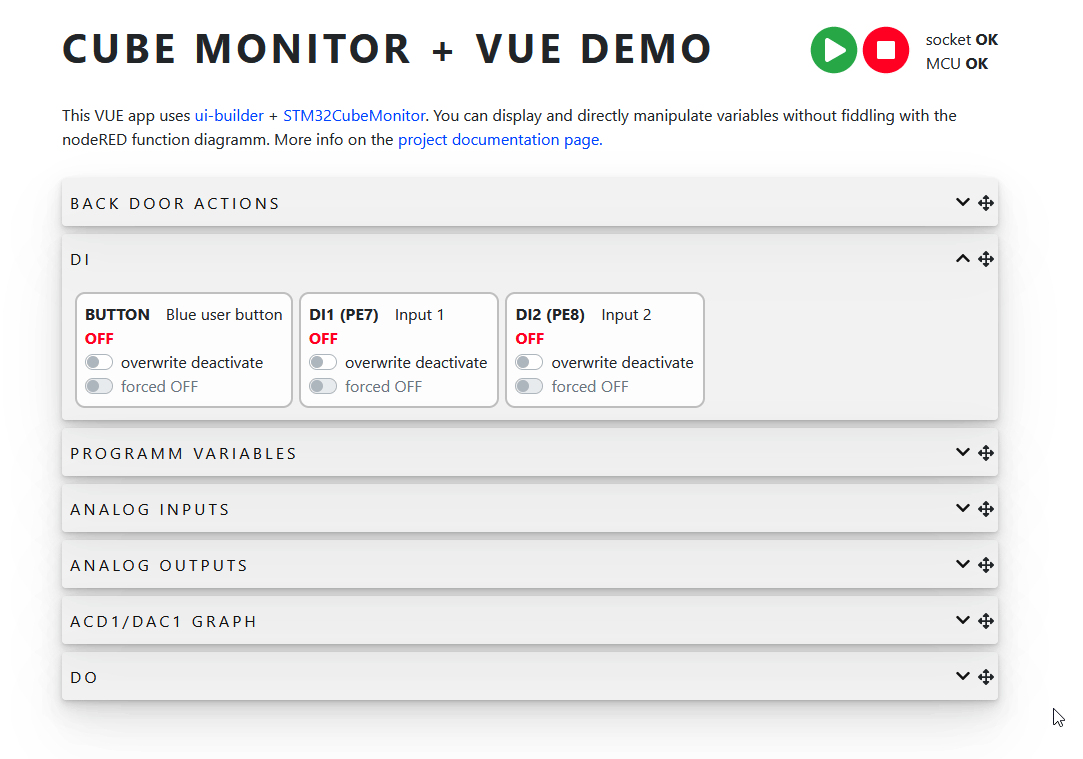 CUBE MONITOR + VUE DEMO
socket OK
MCU OK
This VUE app uses ui-builder + STM32CubeMonitor. You can display and directly manipulate variables without fiddling with the
nodeRED function diagramm. More info on the project documentation page.
BACK DOOR ACTIONS
DI
BUTTON Blue user button
OFF
overwrite deactivate
forced OFF
DI1 (PE7) Input 1
OFF
overwrite deactivate
forced OFF
DI2 (PE8) Input 2
OFF
overwrite deactivate
forced OFF
PROGRAMM VARIABLES
ANALOG INPUTS
ANALOG OUTPUTS
ACD1/DAC1 GRAPH
DO